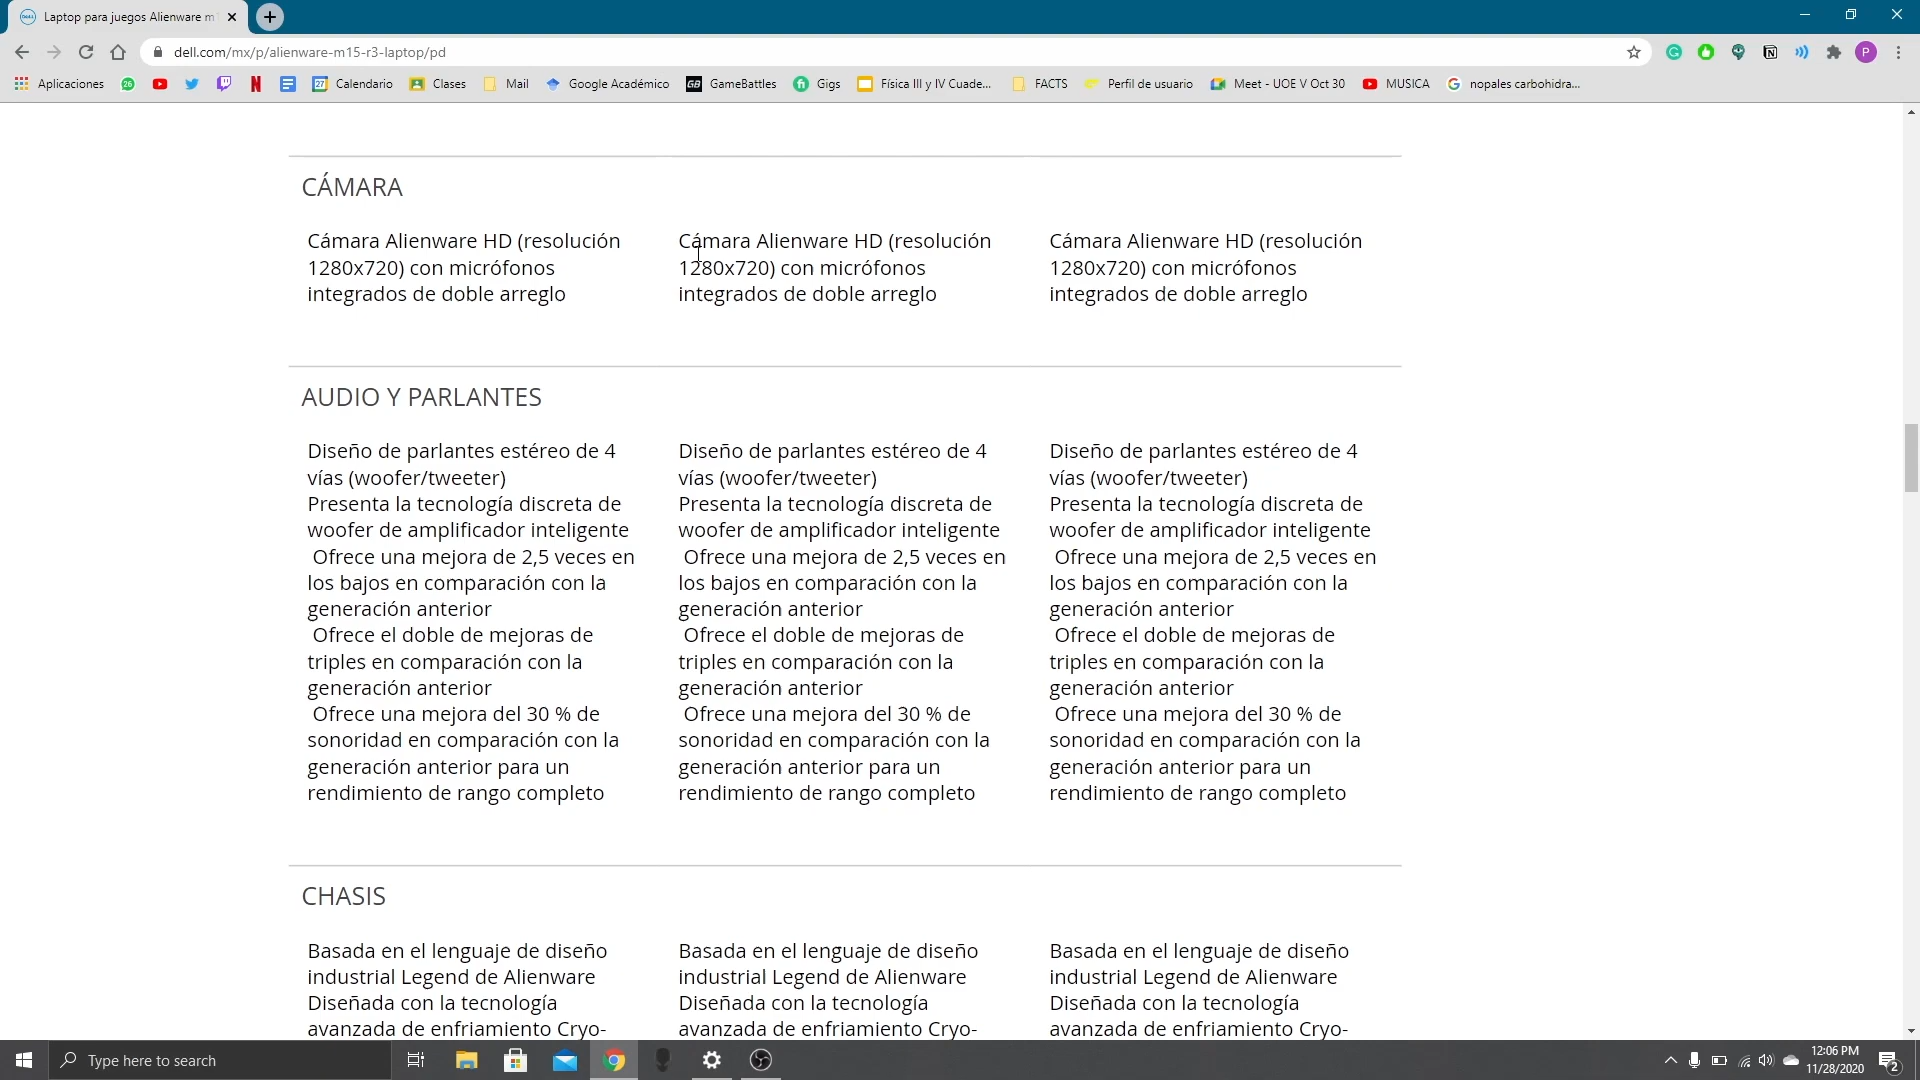 Laptop para juegos Alienware m1
dell.com/mx/p/alienware-m15-r3-laptop/pd
P
Aplicaciones
26
27
Calendario
Clases
Mail
Google Académico
GB
GameBattles
Gigs
Física III y IV Cuade...
FACTS
Perfil de usuario
Meet - UOE V Oct 30
MUSICA
nopales carbohidra...
CÁMARA
Cámara Alienware HD (resolución
1280x720) con micrófonos
integrados de doble arreglo
Cámara Alienware HD (resolución
1280x720) con micrófonos
integrados de doble arreglo
Cámara Alienware HD (resolución
1280x720) con micrófonos
integrados de doble arreglo
AUDIO Y PARLANTES
Diseño de parlantes estéreo de 4
vías (woofer/tweeter)
Presenta la tecnología discreta de
woofer de amplificador inteligente
Ofrece una mejora de 2,5 veces en
los bajos en comparación con la
generación anterior
Ofrece el doble de mejoras de
triples en comparación con la
generación anterior
Ofrece una mejora del 30 % de
sonoridad en comparación con la
generación anterior para un
rendimiento de rango completo
Diseño de parlantes estéreo de 4
vías (woofer/tweeter)
Presenta la tecnología discreta de
woofer de amplificador inteligente
Ofrece una mejora de 2,5 veces en
los bajos en comparación con la
generación anterior
Ofrece el doble de mejoras de
triples en comparación con la
generación anterior
Ofrece una mejora del 30 % de
sonoridad en comparación con la
generación anterior para un
rendimiento de rango completo
Diseño de parlantes estéreo de 4
vías (woofer/tweeter)
Presenta la tecnología discreta de
woofer de amplificador inteligente
Ofrece una mejora de 2,5 veces en
los bajos en comparación con la
generación anterior
Ofrece el doble de mejoras de
triples en comparación con la
generación anterior
Ofrece una mejora del 30 % de
sonoridad en comparación con la
generación anterior para un
rendimiento de rango completo
CHASIS
Basada en el lenguaje de diseño
industrial Legend de Alienware
Diseñada con la tecnología
avanzada de enfriamiento Cryo-
Basada en el lenguaje de diseño
industrial Legend de Alienware
Diseñada con la tecnología
avanzada de enfriamiento Cryo-
Basada en el lenguaje de diseño
industrial Legend de Alienware
Diseñada con la tecnología
avanzada de enfriamiento Cryo-
Type here to search
12:06 PM
11/28/2020
2